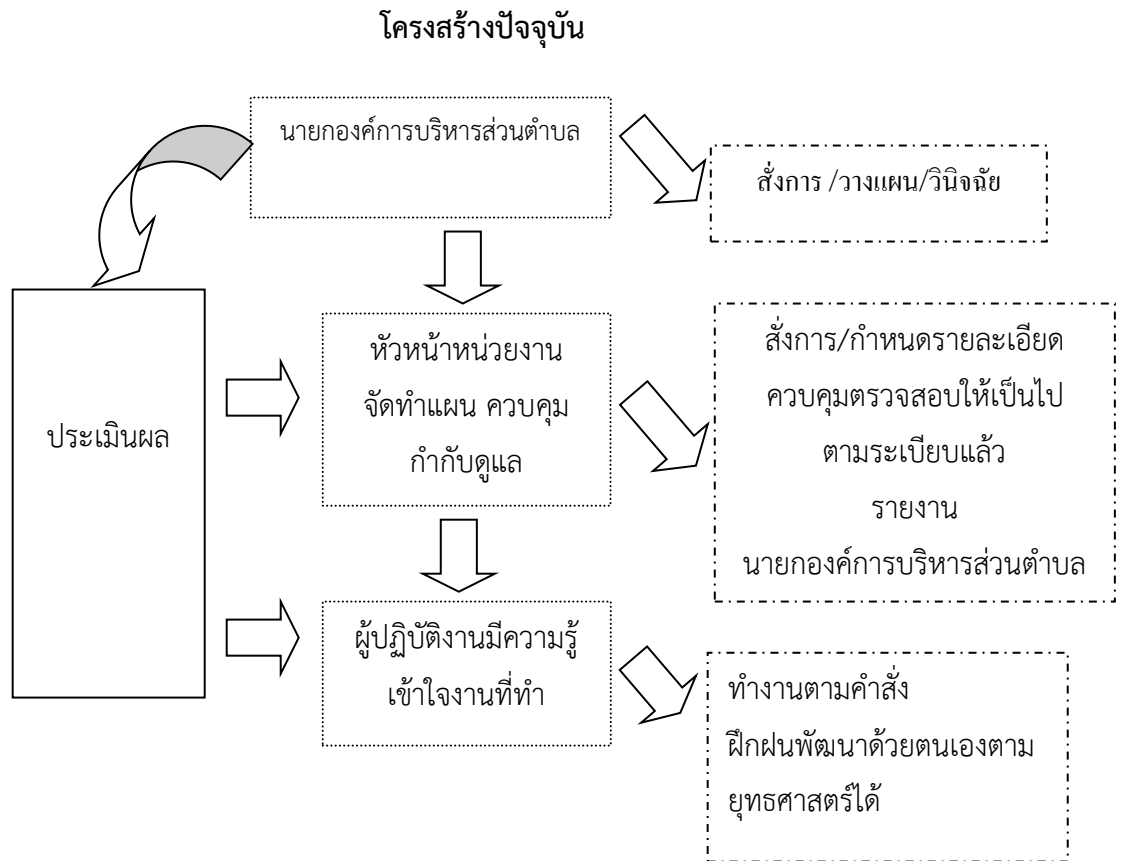 โครงสร้างปัจจุบัน
นายกองค์การบริหารส่วนตำบล
สั่งการ /วางแผน/วินิจฉัย
ประเมินผล
หัวหน้าหน่วยงาน
จัดทำแผน ควบคุม
กำกับดูแล
สั่งการ/กำหนดรายละเอียด
ควบคุมตรวจสอบให้เป็นไป
ตามระเบียบแล้ว
รายงาน
นายกองค์การบริหารส่วนตำบล
ผู้ปฏิบัติงานมีความรู้
เข้าใจงานที่ทำ
ทำงานตามคำสั่ง
ฝึกฝนพัฒนาด้วยตนเองตาม
ยุทธศาสตร์ได้